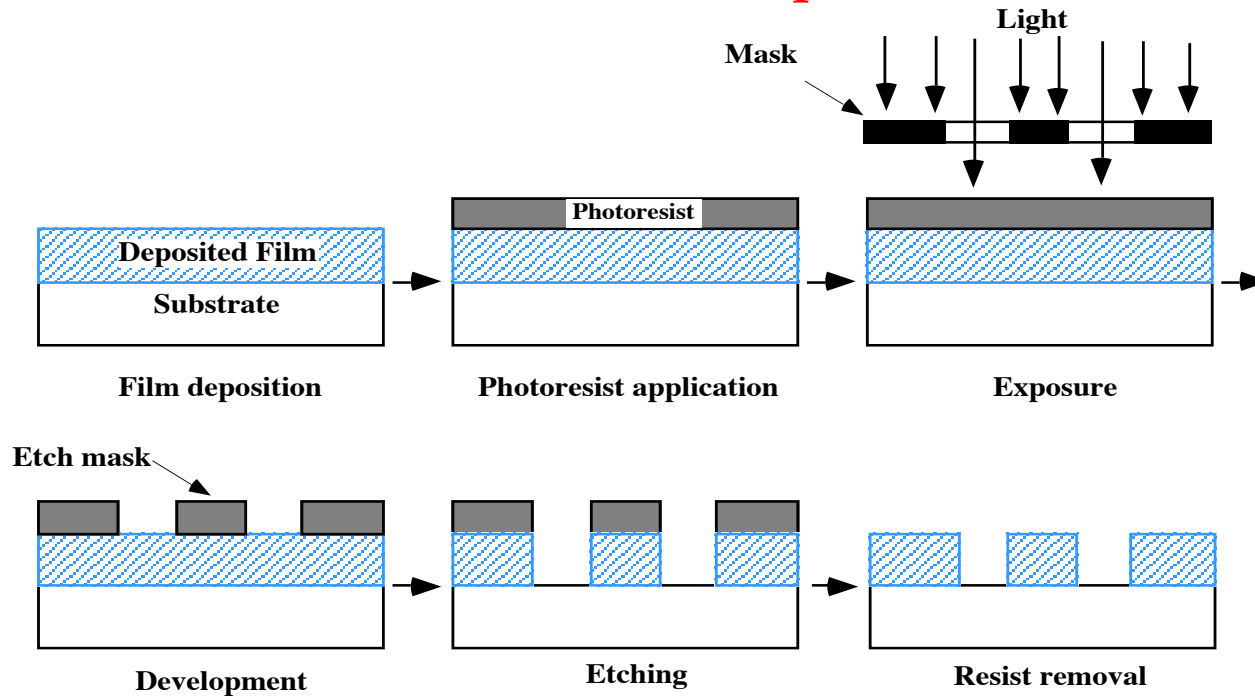 Light
Mask
Photoresist
Deposited Film
Substrate
Film deposition
Photoresist application
Exposure
Etch mask
Development
Etching
Resist removal